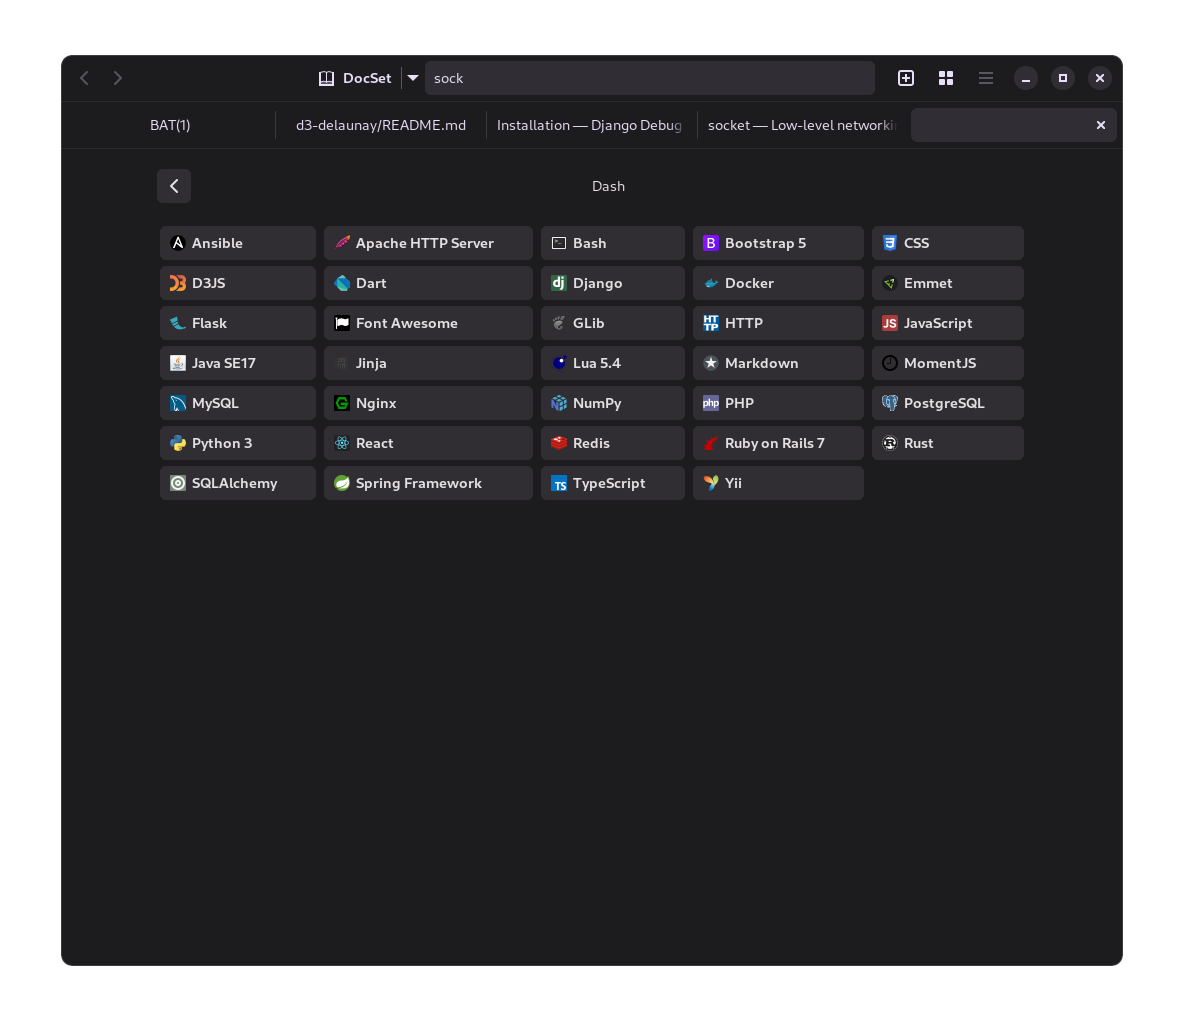 DocSet sock
BAT(1) d3-delaunay/README.md Installation — Django Debug socket — Low-level networki
Dash
Ansible Apache HTTP Server Bash Bootstrap 5 CSS
D3JS Dart Django Docker Emmet
Flask Font Awesome GLib HTTP JavaScript
Java SE17 Jinja Lua 5.4 Markdown MomentJS
MySQL Nginx NumPy PHP PostgreSQL
Python 3 React Redis Ruby on Rails 7 Rust
SQLAlchemy Spring Framework TypeScript Yii